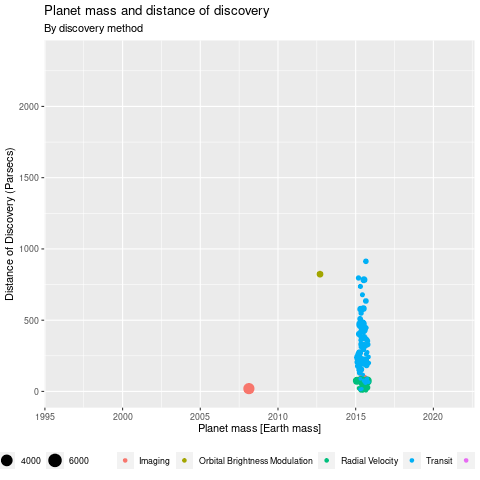 Planet mass and distance of discovery
By discovery method
Distance of Discovery (Parsecs)
2000
1500
1000
500
0
1995 2000 2005 2010 2015 2020
Planet mass [Earth mass]
4000 6000 Imaging Orbital Brightness Modulation Radial Velocity Transit